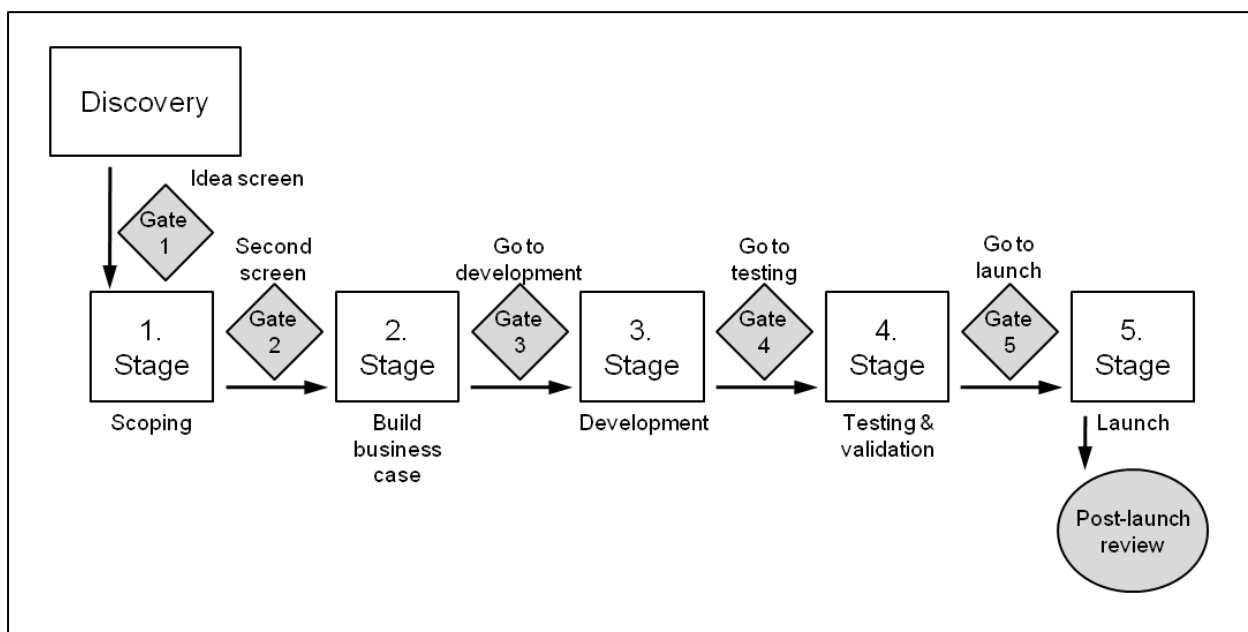 Discovery
Idea screen
Gate
1
Second
screen
Go to
development
Go to
testing
Go to
launch
1.
Stage
Gate
2
2.
Stage
Gate
3
3.
Stage
Gate
4
4.
Stage
Gate
5
5.
Stage
Scoping
Build
business
case
Development
Testing &
validation
Launch
Post-launch
review